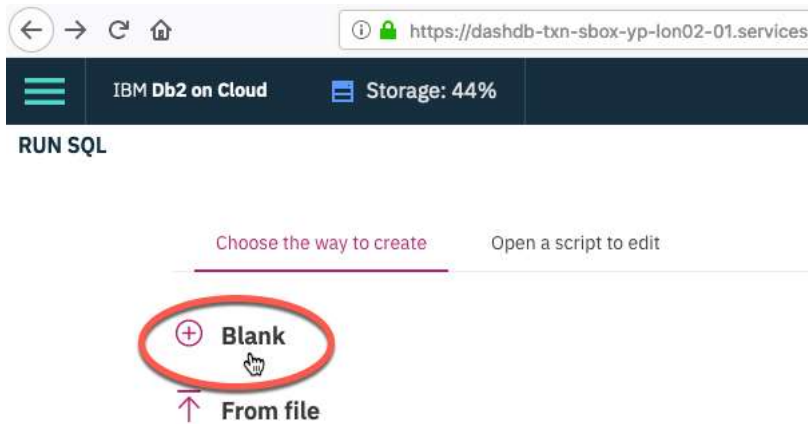 https://dashdb-txn-sbox-yp-lon02-01.services
IBM Db2 on Cloud Storage: 44%
RUN SQL
Choose the way to create Open a script to edit
Blank
From file